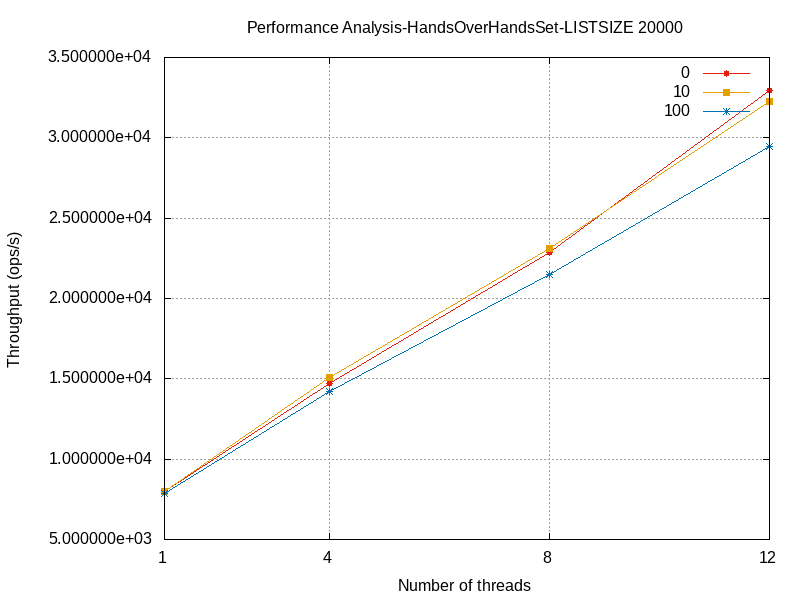 Performance Analysis-HandsOverHandsSet-LISTSIZE 20000
3.500000e+04
3.000000e+04
2.500000e+04
2.000000e+04
1.500000e+04
1.000000e+04
5.000000e+03
Throughput (ops/s)
0
10
100
1 4 8 12
Number of threads